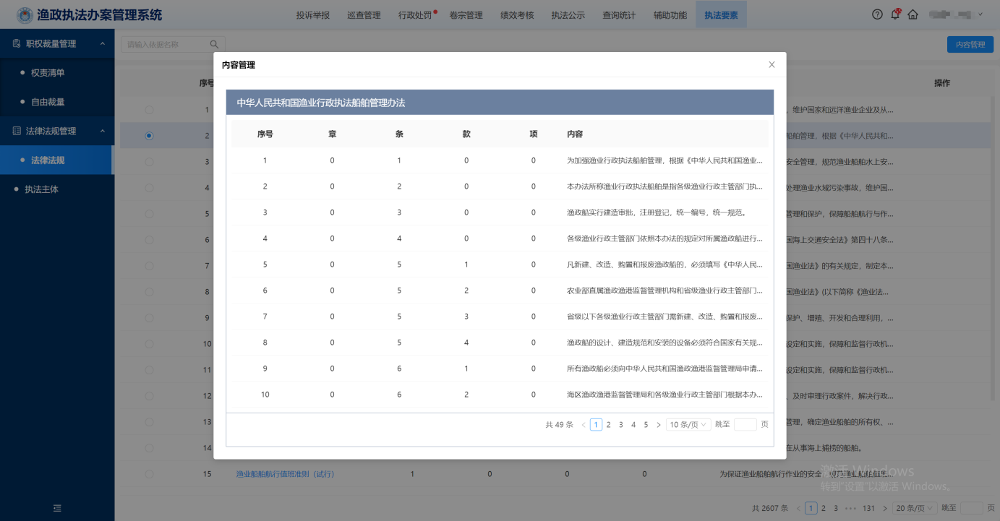 渔政执法办案管理系统
投诉举报 巡查管理 行政处罚 卷宗管理 绩效考核 执法公示 查询统计 辅助功能 执法要素
职权裁量管理
权责清单
自由裁量
法律法规管理
法律法规
执法主体
请输入依据名称
内容管理
序号 操作
1 ，维护国家和远洋渔业企业及从...
2 船舶管理，根据《中华人民共和...
3 安全管理，规范渔业船舶水上安...
4 处理渔业水域污染事故，维护国...
5 管理和保护，保障船舶航行与作...
6 国海上交通安全法》第四十八条...
7 国渔业法》的有关规定，制定本...
8 国渔业法》(以下简称《渔业法...
9 保护、增殖、开发和合理利用，...
10 设定和实施，保障和监督行政机...
11 设定和实施，保障和监督行政机...
12 、及时审理行政案件，解决行政...
13 管理，确定渔业船舶的所有权、...
14 在从事海上捕捞的船舶。
15 渔业船舶航行值班准则（试行） 1 0 0 0 为保证渔业船舶航行作业的安全，规范渔业船舶值班...
共 2607 条 < 1 2 3 ••• 131 > 20 条/页 跳至 页
内容管理
中华人民共和国渔业行政执法船舶管理办法
序号 章 条 款 项 内容
1 0 1 0 0 为加强渔业行政执法船舶管理，根据《中华人民共和国渔业...
2 0 2 0 0 本办法所称渔业行政执法船舶是指各级渔业行政主管部门执...
3 0 3 0 0 渔政船实行建造审批，注册登记，统一编号，统一规范。
4 0 4 0 0 各级渔业行政主管部门依照本办法的规定对所属渔政船进行...
5 0 5 1 0 凡新建、改造、购置和报废渔政船的，必须填写《中华人民...
6 0 5 2 0 农业部直属渔政渔港监督管理机构和省级渔业行政主管部门...
7 0 5 3 0 省级以下各级渔业行政主管部门需新建、改造、购置和报废...
8 0 5 4 0 渔政船的设计、建造规范和安装的设备必须符合国家有关规...
9 0 6 1 0 所有渔政船必须向中华人民共和国渔政渔港监督管理局申请...
10 0 6 2 0 海区渔政渔港监督管理局和各级渔业行政主管部门根据本办...
共 49 条 < 1 2 3 4 5 > 10 条/页 跳至 页
激活 Windows
转到"设置"以激活 Windows。